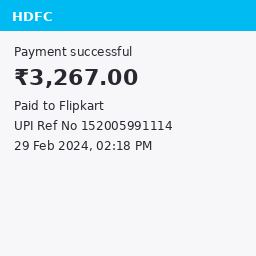 HDFC
Payment successful
₹3,267.00
Paid to Flipkart
UPI Ref No 152005991114
29 Feb 2024, 02:18 PM